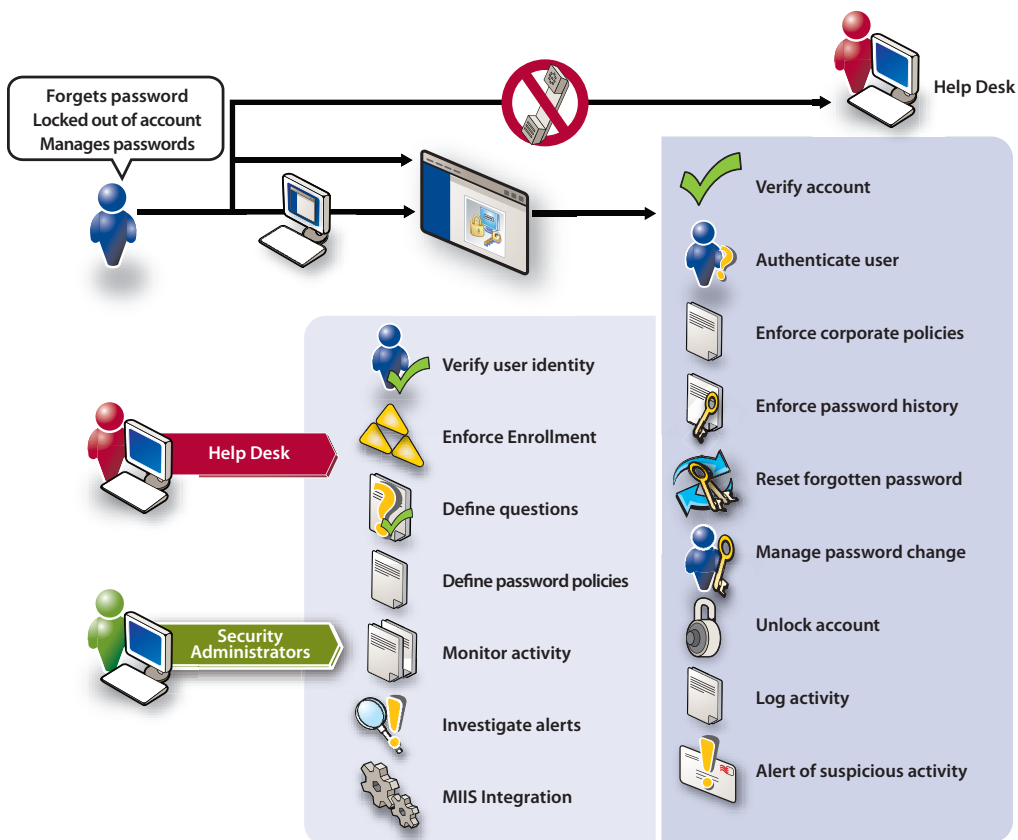 Forgets password
Locked out of account
Manages passwords
Help Desk
Verify account
Authenticate user
Enforce corporate policies
Enforce password history
Reset forgotten password
Manage password change
Unlock account
Log activity
Alert of suspicious activity
Help Desk
Security
Administrators
Verify user identity
Enforce Enrollment
Define questions
Define password policies
Monitor activity
Investigate alerts
MIIS Integration